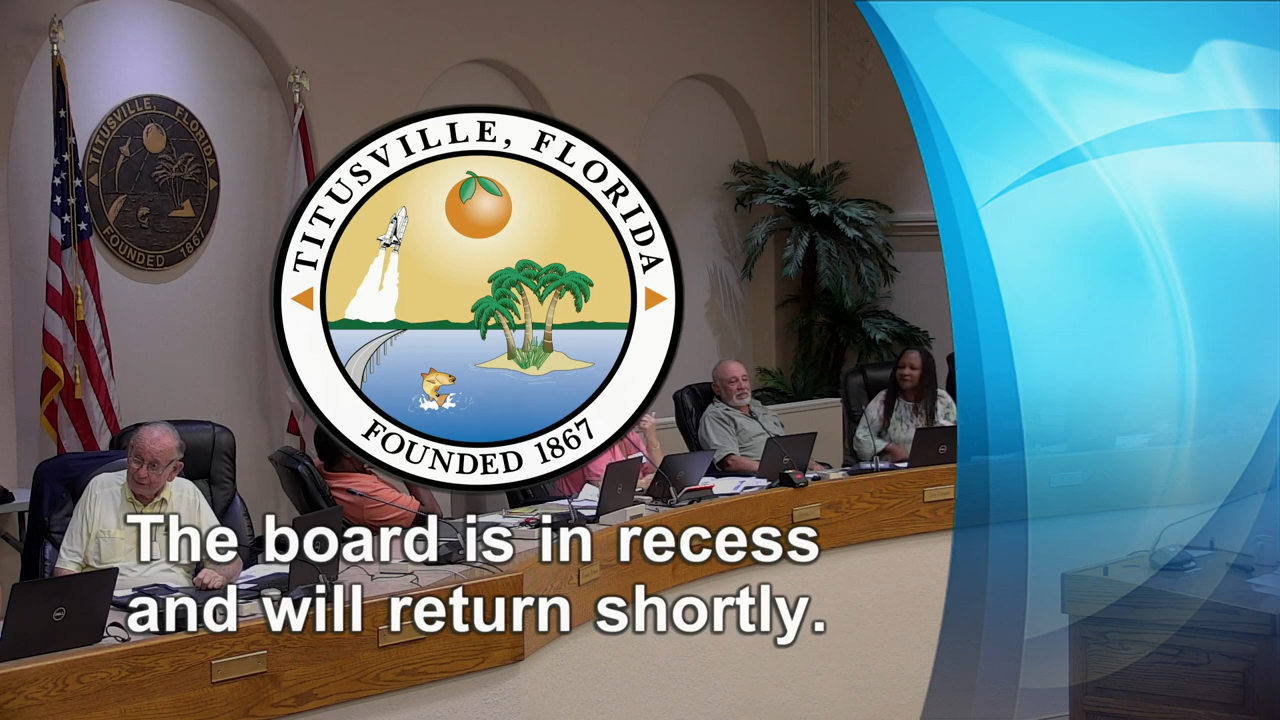 TITUSVILLE, FLORIDA
FOUNDED 1867
TITUSVILLE, FLORIDA
FOUNDED 1867
The board is in recess
and will return shortly.